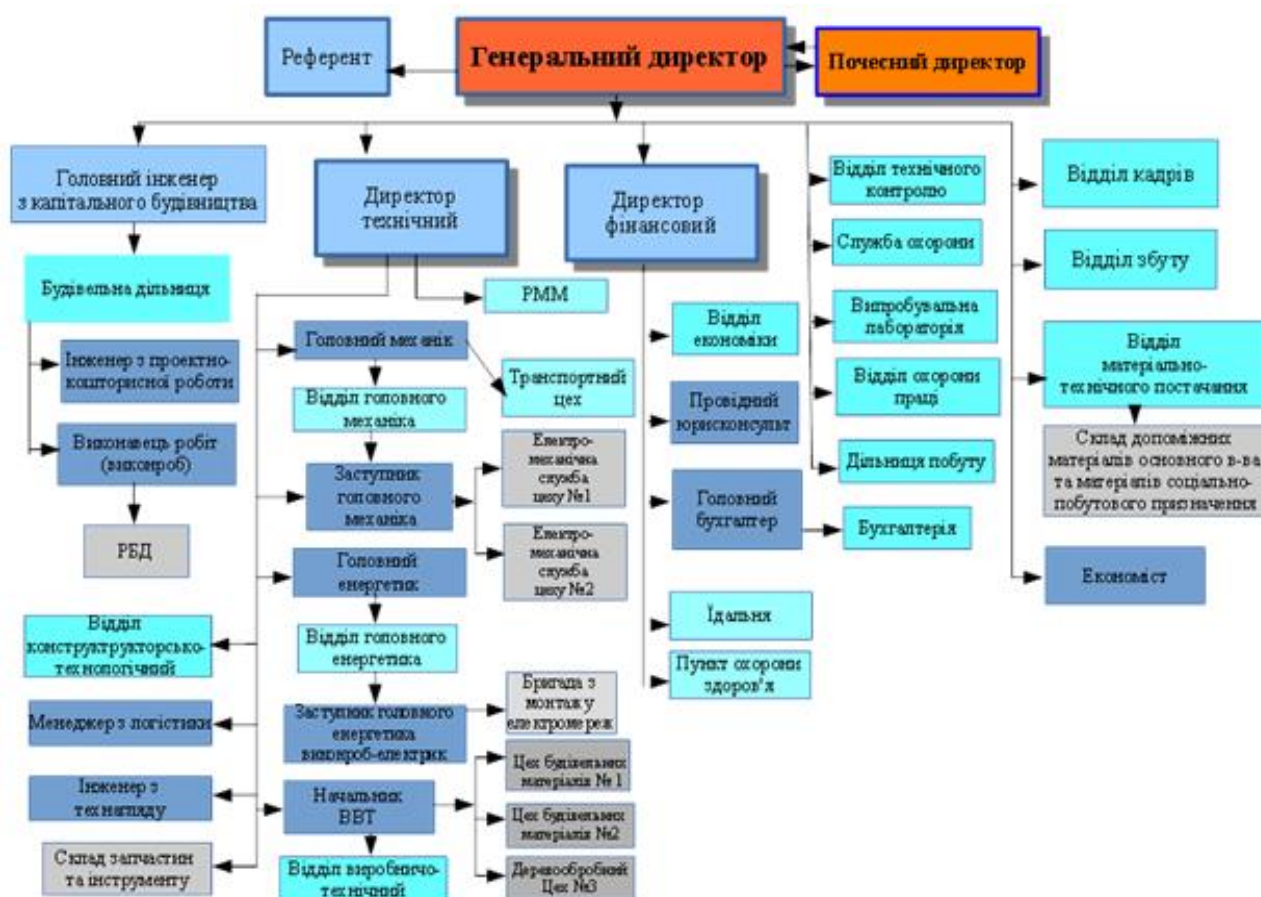 Референт
Генеральний директор
Почесний директор
Головний інженер
з капітального будівництва
Директор
технічний
Директор
фінансовий
Відділ технічного
контролю
Відділ кадрів
Служба охорони
Відділ збуту
Будівельна дільниця
РММ
Випробувальна
лабораторія
Відділ
матеріально-
технічного постачання
Інженер з проектно-
кошторисної роботи
Головний механік
Транспортний
цех
Відділ
економіки
Відділ охорони
праці
Відділ головного
механіка
Провідний
юрисконсульт
Виконавець робіт
(виконроб)
Електро-
механічна
служба
цеху №1
Дільниця побуту
Склад допоміжних
матеріалів основного в-ва
та матеріалів соціально-
побутового призначення
Заступник
головного
механіка
Головний
бухгалтер
Бухгалтерія
РБД
Електро-
механічна
служба
цеху №2
Головний
енергетик
Економіст
Відділ
конструктрукторсько-
технологічний
Відділ головного
енергетика
Їдальня
Пункт охорони
здоров'я
Менеджер з логістики
Заступник головного
енергетика
виконроб-електрик
Бригада з
монтажу
електромереж
Інженер з
технагляду
Начальник
ВВТ
Цех будівельних
матеріалів № 1
Цех будівельних
матеріалів №2
Склад запчастин
та інструменту
Відділ виробничо-
технічний
Деревообробний
Цех №3